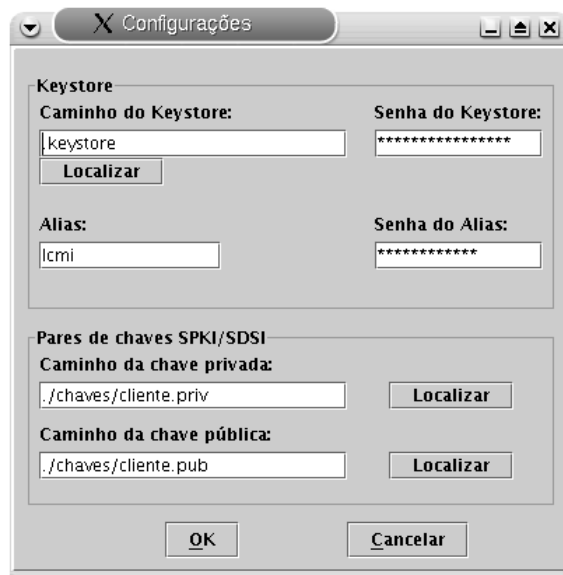 Configurações
Keystore
Caminho do Keystore: Senha do Keystore:
.keystore ****************
Localizar
Alias: Senha do Alias:
lcmi ************
Pares de chaves SPKI/SDSI
Caminho da chave privada:
./chaves/cliente.priv Localizar
Caminho da chave pública:
./chaves/cliente.pub Localizar
OK Cancelar